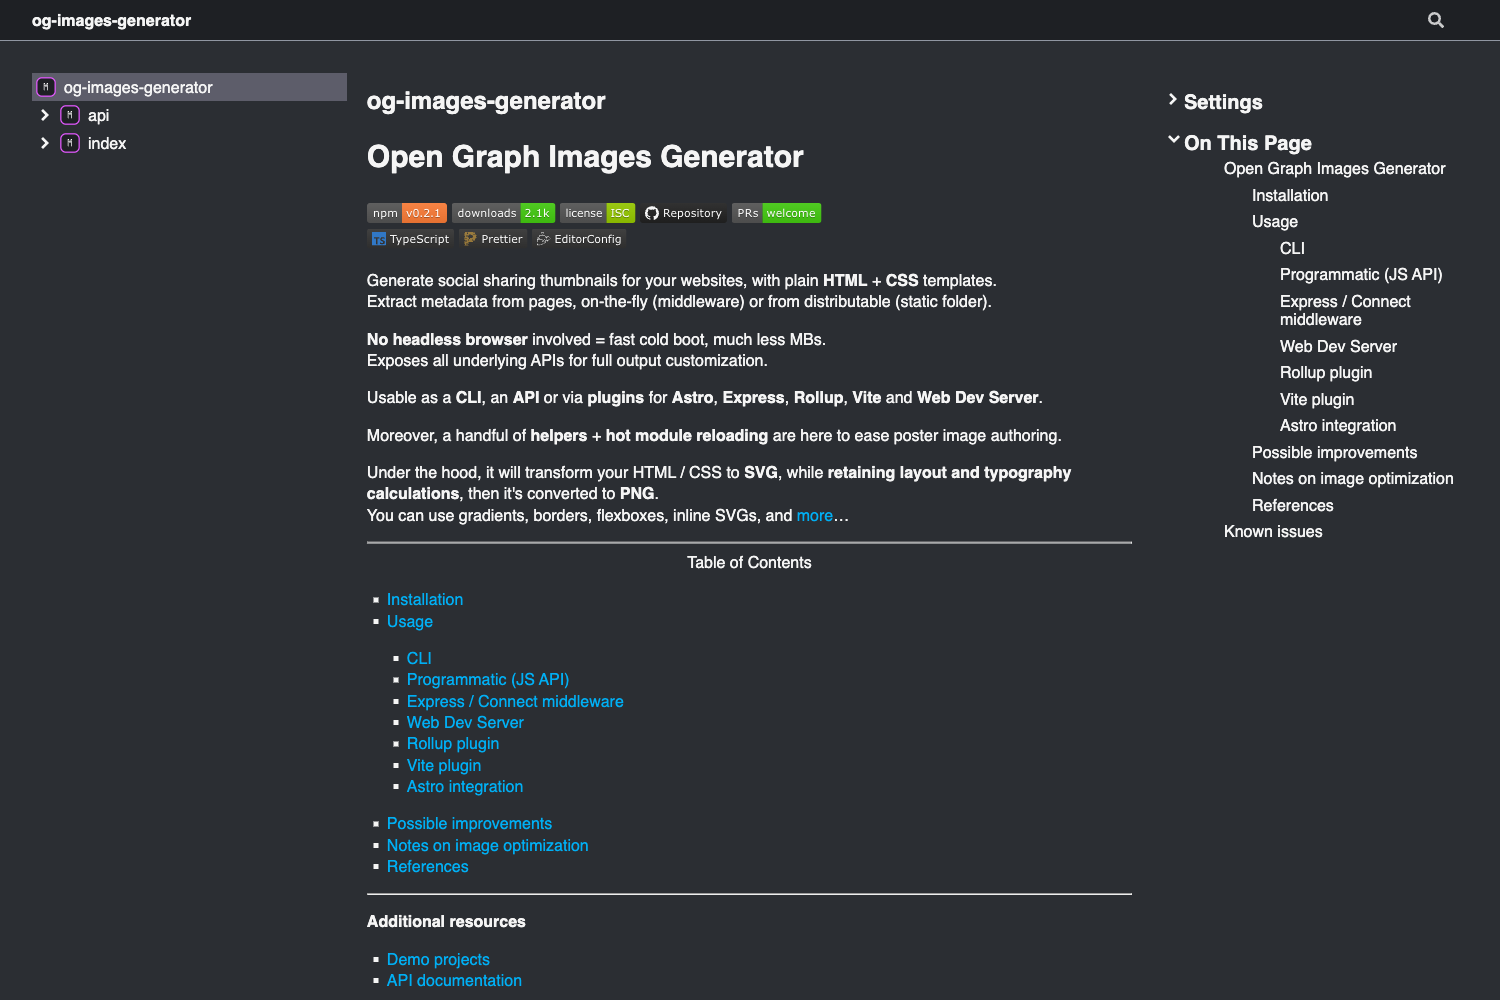 og-images-generator
M og-images-generator
M api
M index
og-images-generator
Open Graph Images Generator
npm v0.2.1 downloads 2.1k license ISC Repository PRs welcome
TS TypeScript Prettier EditorConfig
Generate social sharing thumbnails for your websites, with plain HTML + CSS templates.
Extract metadata from pages, on-the-fly (middleware) or from distributable (static folder).
No headless browser involved = fast cold boot, much less MBs.
Exposes all underlying APIs for full output customization.
Usable as a CLI, an API or via plugins for Astro, Express, Rollup, Vite and Web Dev Server.
Moreover, a handful of helpers + hot module reloading are here to ease poster image authoring.
Under the hood, it will transform your HTML / CSS to SVG, while retaining layout and typography
calculations, then it's converted to PNG.
You can use gradients, borders, flexboxes, inline SVGs, and more…
Table of Contents
Installation
Usage
CLI
Programmatic (JS API)
Express / Connect middleware
Web Dev Server
Rollup plugin
Vite plugin
Astro integration
Possible improvements
Notes on image optimization
References
Additional resources
Demo projects
API documentation
Settings
On This Page
Open Graph Images Generator
Installation
Usage
CLI
Programmatic (JS API)
Express / Connect
middleware
Web Dev Server
Rollup plugin
Vite plugin
Astro integration
Possible improvements
Notes on image optimization
References
Known issues